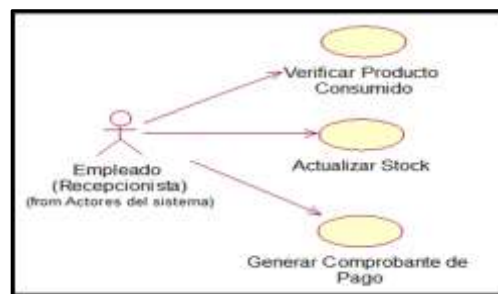 Verificar Producto
Consumido
Empleado
(Recepcionista)
(from Actores del sistema)
Actualizar Stock
Generar Comprobante de
Pago